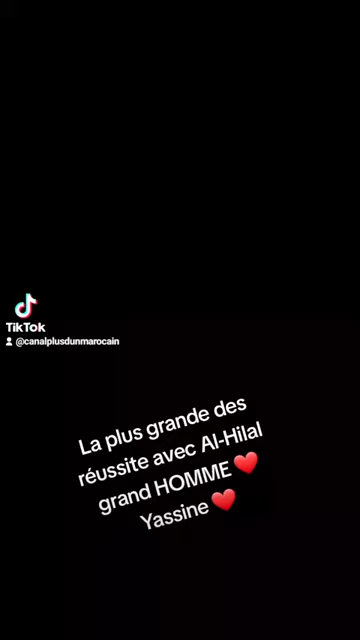 TikTok
@canalplusdunmarocain
La plus grande des
réussite avec Al-Hilal
grand HOMME ❤️
Yassine ❤️